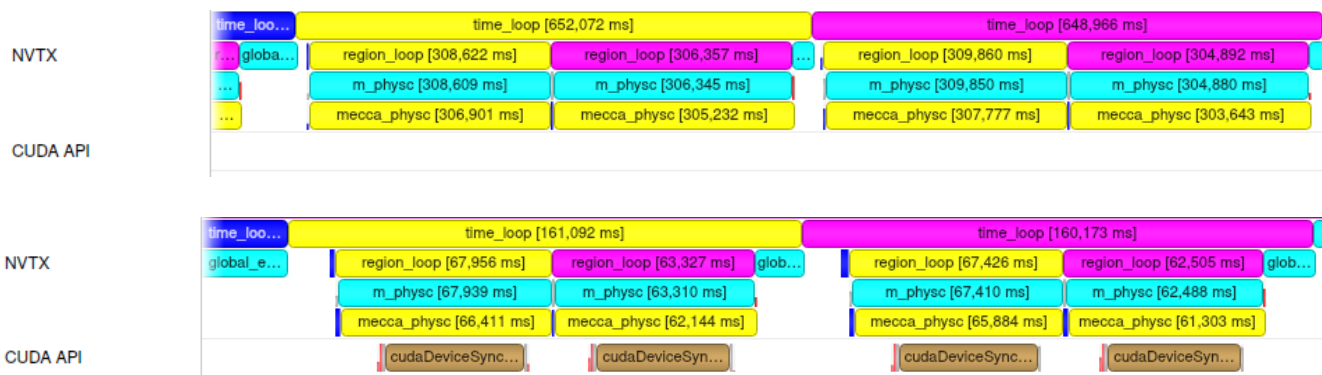 time_loo... time_loop [652,072 ms] time_loop [648,966 ms]
NVTX r... globa... region_loop [308,622 ms] region_loop [306,357 ms] ... region_loop [309,860 ms] region_loop [304,892 ms]
... m_physc [308,609 ms] m_physc [306,345 ms] m_physc [309,850 ms] m_physc [304,880 ms]
... mecca_physc [306,901 ms] mecca_physc [305,232 ms] mecca_physc [307,777 ms] mecca_physc [303,643 ms]
CUDA API
time_loo... time_loop [161,092 ms] time_loop [160,173 ms]
NVTX global_e... region_loop [67,956 ms] region_loop [63,327 ms] glob... region_loop [67,426 ms] region_loop [62,505 ms] glob...
m_physc [67,939 ms] m_physc [63,310 ms] m_physc [67,410 ms] m_physc [62,488 ms]
mecca_physc [66,411 ms] mecca_physc [62,144 ms] mecca_physc [65,884 ms] mecca_physc [61,303 ms]
CUDA API cudaDeviceSync... cudaDeviceSyn... cudaDeviceSync... cudaDeviceSyn...